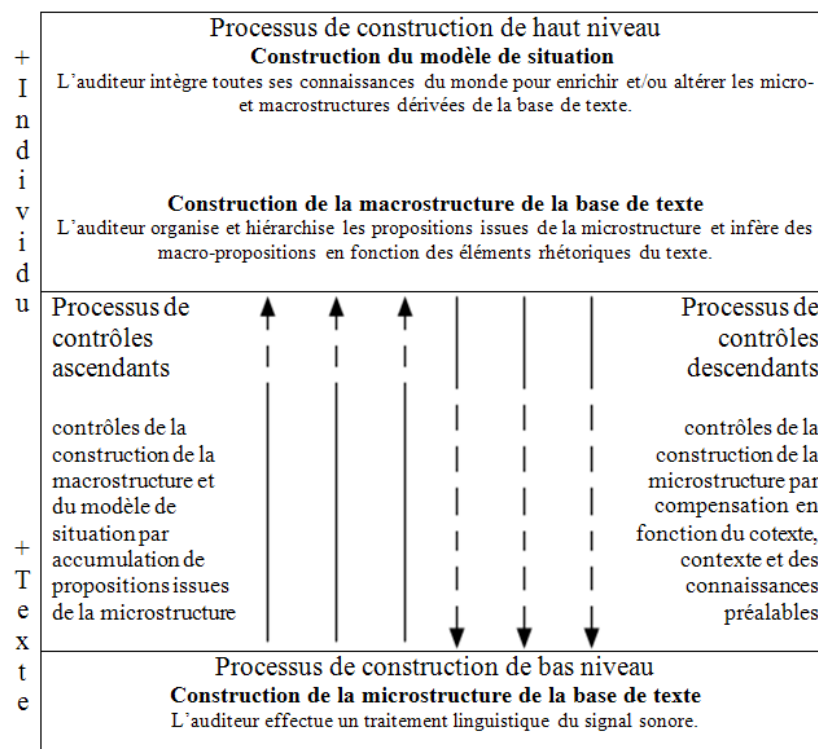 Processus de construction de haut niveau
Construction du modèle de situation
L'auditeur intègre toutes ses connaissances du monde pour enrichir et/ou altérer les micro-
et macrostructures dérivées de la base de texte.
Construction de la macrostructure de la base de texte
L'auditeur organise et hiérarchise les propositions issues de la microstructure et infère des
macro-propositions en fonction des éléments rhétoriques du texte.
+
I
n
d
i
v
i
d
u
Processus de
contrôles
ascendants
contrôles de la
construction de la
macrostructure et
du modèle de
situation par
accumulation de
propositions issues
de la microstructure
Processus de
contrôles
descendants
contrôles de la
construction de la
microstructure par
compensation en
fonction du cotexte,
contexte et des
connaissances
préalables
+
T
e
x
t
e
Processus de construction de bas niveau
Construction de la microstructure de la base de texte
L'auditeur effectue un traitement linguistique du signal sonore.